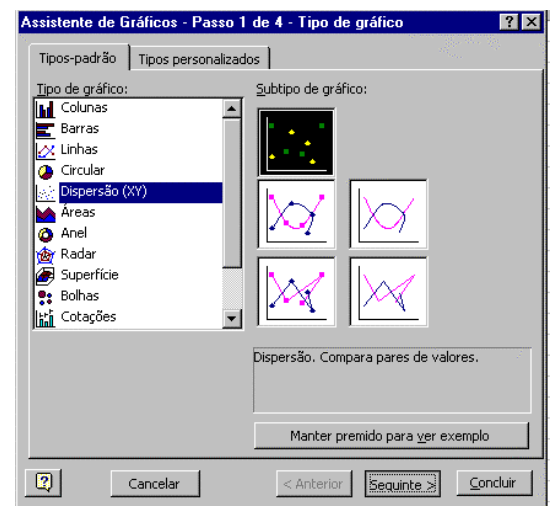 Assistente de Gráficos - Passo 1 de 4 - Tipo de gráfico
Tipos-padrão Tipos personalizados
Tipo de gráfico: Subtipo de gráfico:
Colunas
Barras
Linhas
Circular
Dispersão (XY)
Áreas
Anel
Radar
Superfície
Bolhas
Cotações
Dispersão. Compara pares de valores.
Manter premido para ver exemplo
Cancelar < Anterior Seguinte > Concluir